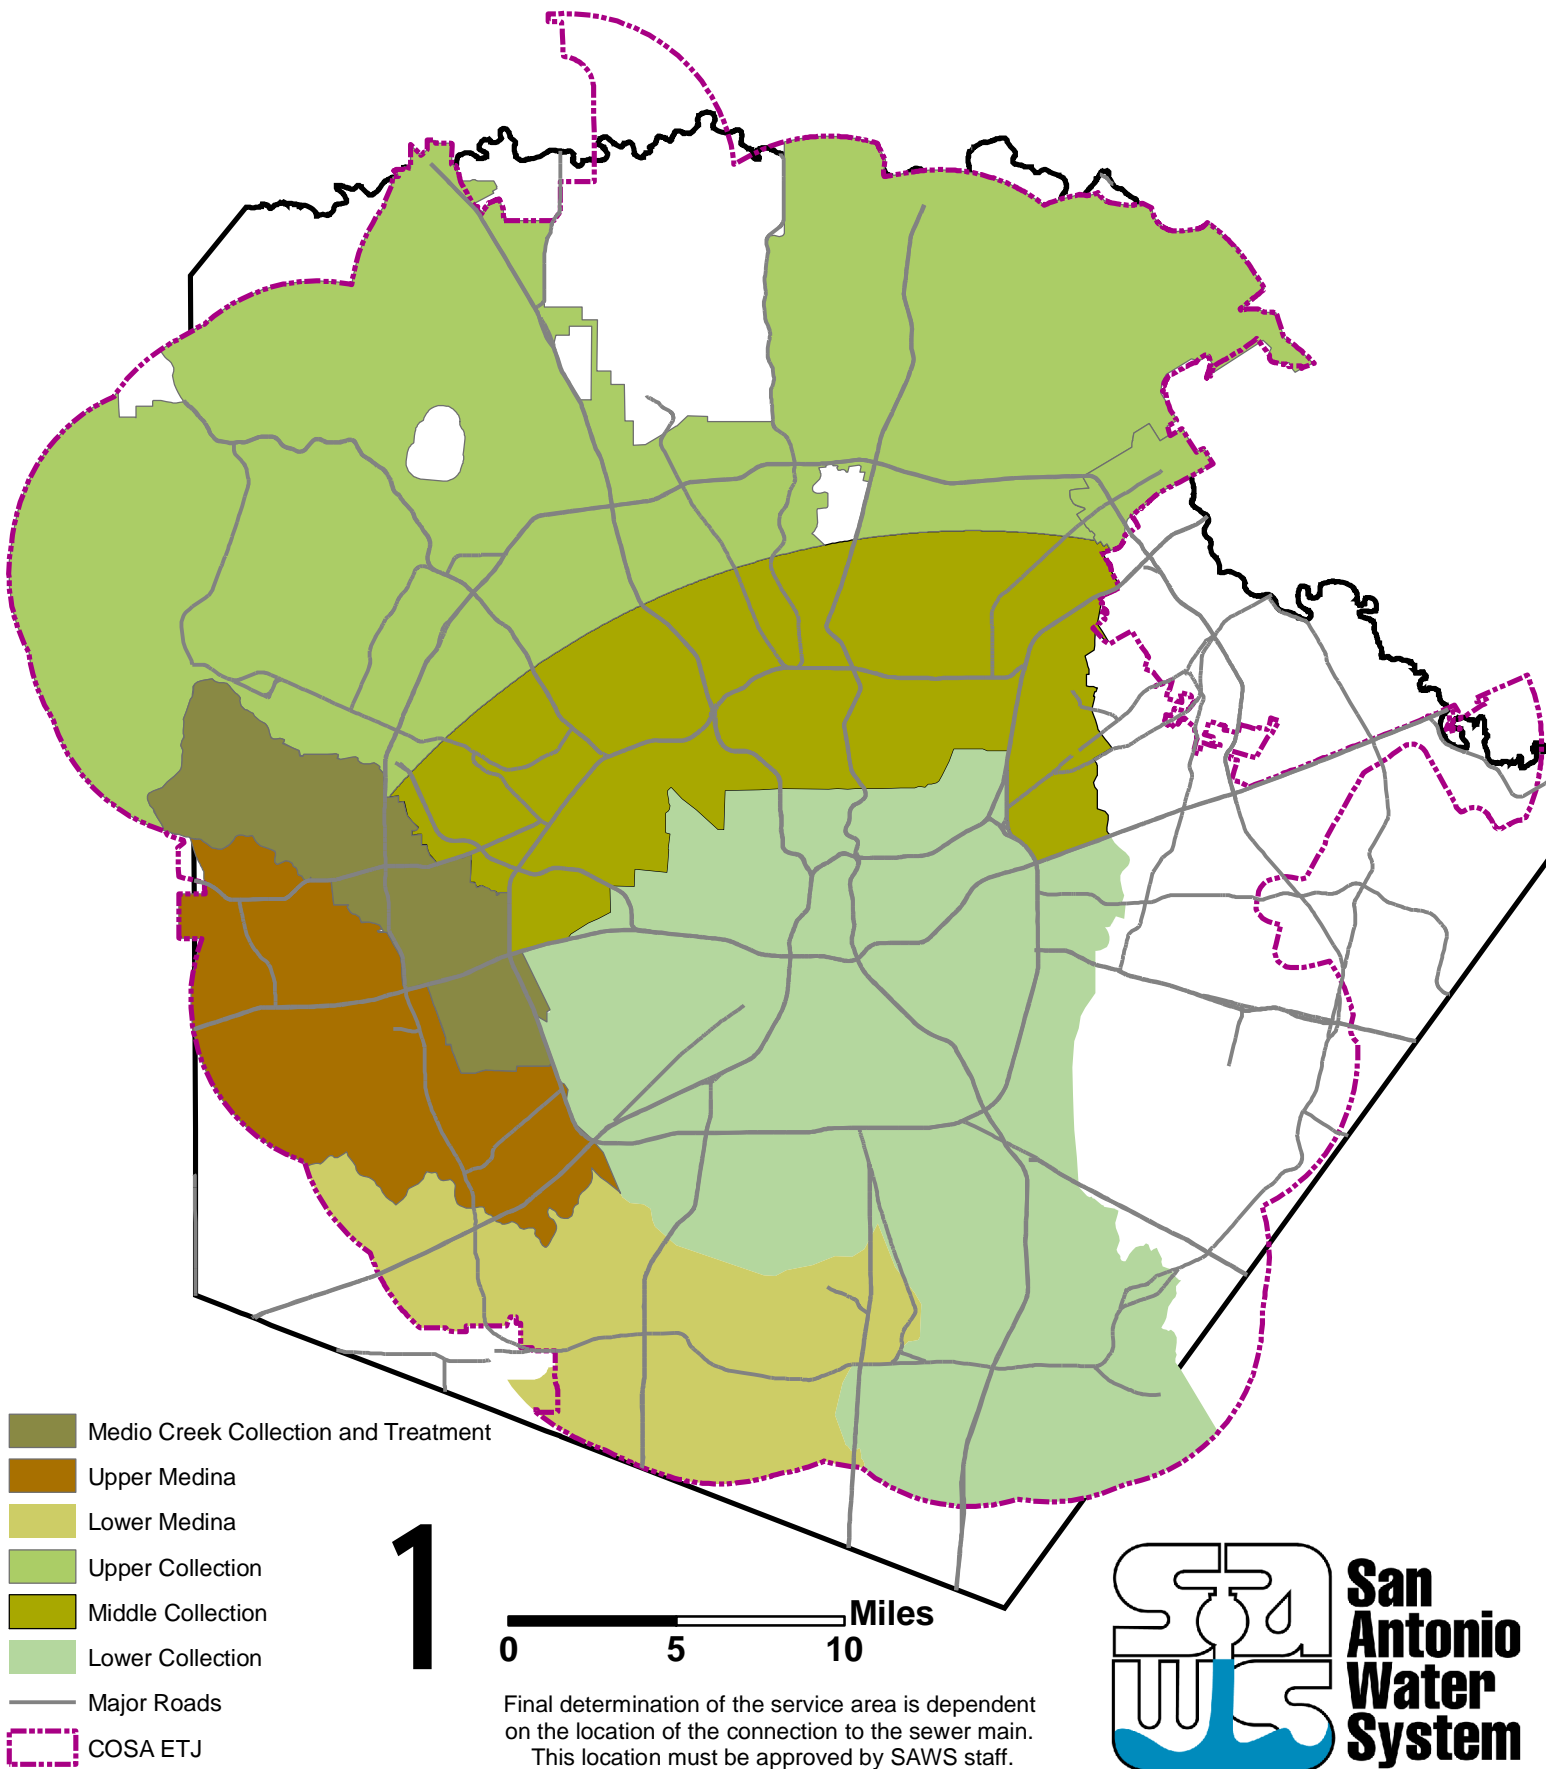 Medio Creek Collection and Treatment
Upper Medina
Lower Medina
Upper Collection
Middle Collection
Lower Collection
Major Roads
COSA ETJ
1
Miles
0 5 10
Final determination of the service area is dependent
on the location of the connection to the sewer main.
This location must be approved by SAWS staff.
saws
San
Antonio
Water
System